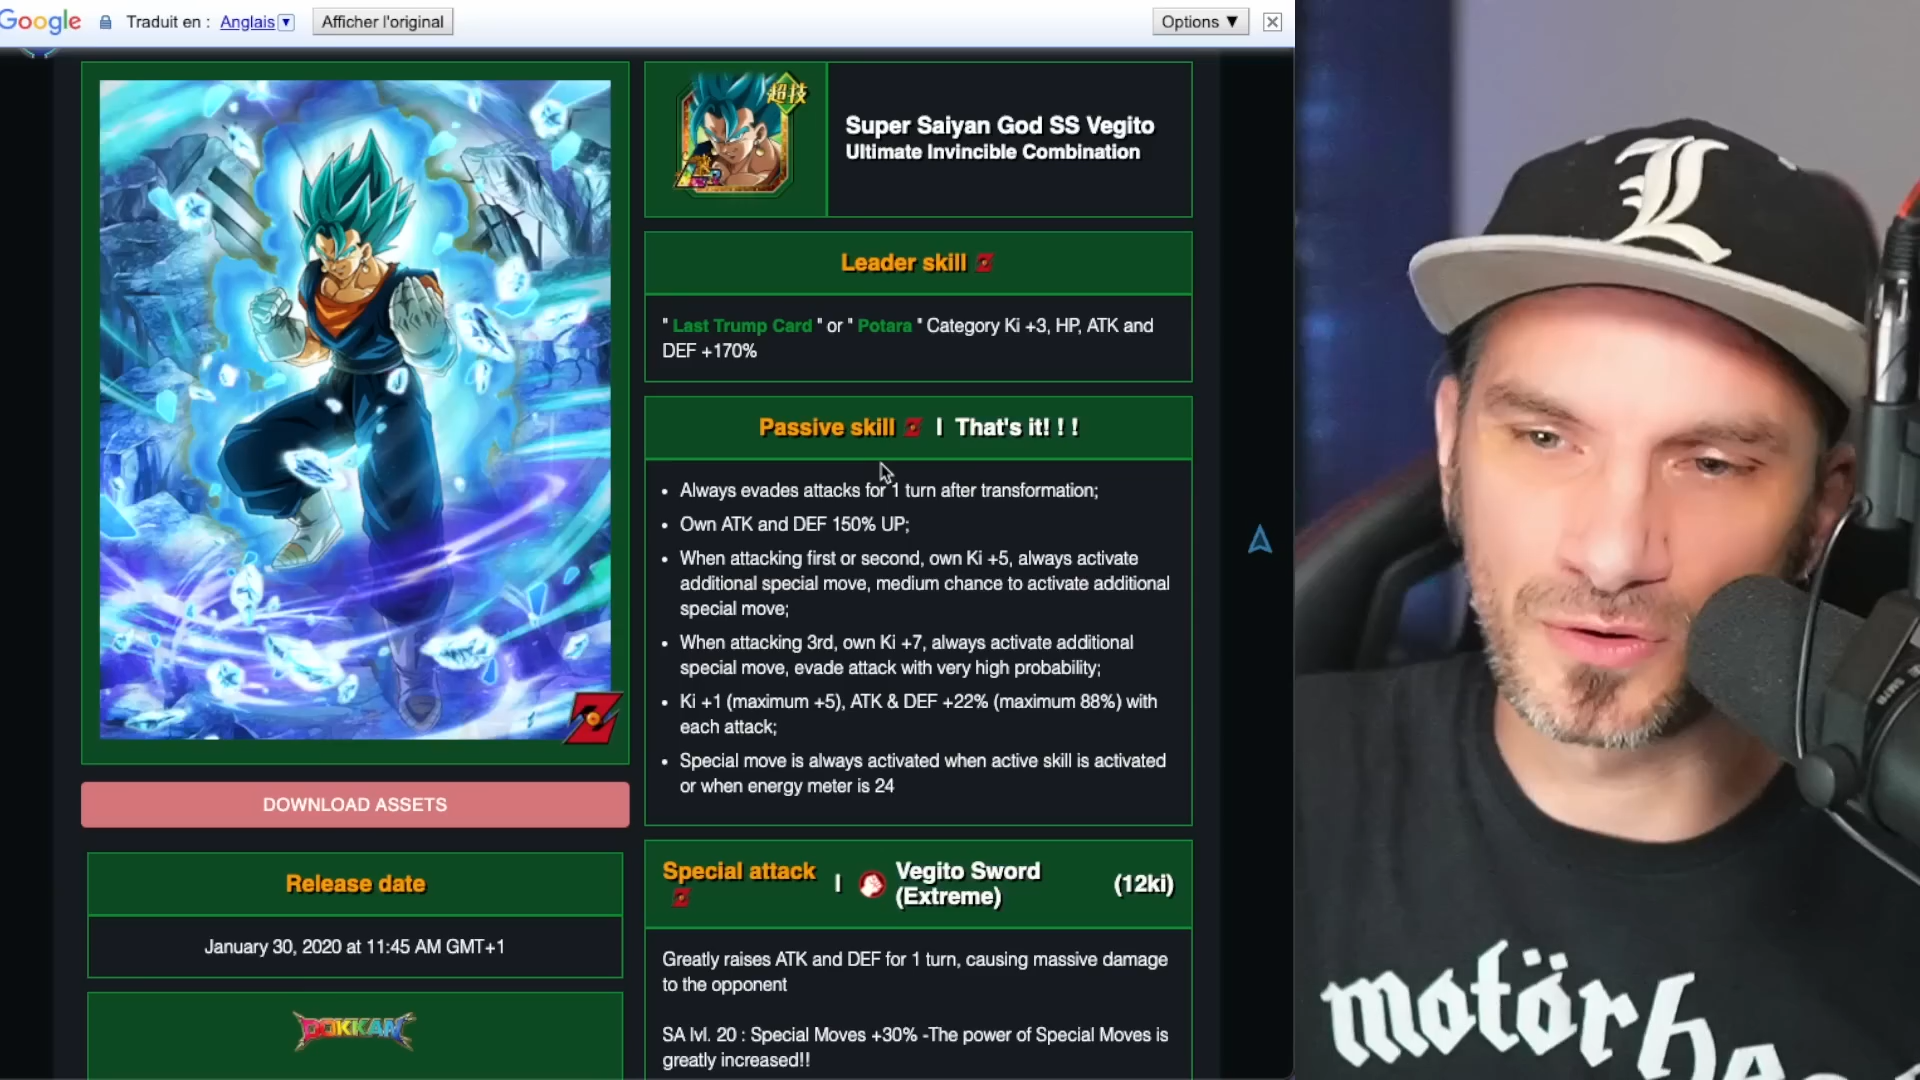 Google
Traduit en :
Anglais
Afficher l'original
Options ▼
超技
Super Saiyan God SS Vegito
Ultimate Invincible Combination
Leader skill
" Last Trump Card " or " Potara " Category Ki +3, HP, ATK and
DEF +170%
Passive skill | That's it! ! !
Always evades attacks for 1 turn after transformation;
Own ATK and DEF 150% UP;
When attacking first or second, own Ki +5, always activate
additional special move, medium chance to activate additional
special move;
When attacking 3rd, own Ki +7, always activate additional
special move, evade attack with very high probability;
Ki +1 (maximum +5), ATK & DEF +22% (maximum 88%) with
each attack;
Special move is always activated when active skill is activated
or when energy meter is 24
DOWNLOAD ASSETS
Release date
January 30, 2020 at 11:45 AM GMT+1
DOKKAN
Special attack | Vegito Sword
(Extreme)
(12ki)
Greatly raises ATK and DEF for 1 turn, causing massive damage
to the opponent
SA lvl. 20 : Special Moves +30% -The power of Special Moves is
greatly increased!!
L